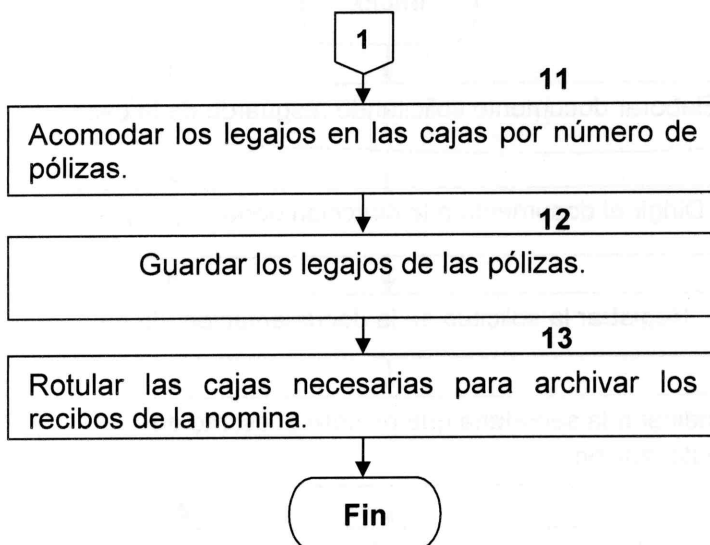 1
11
Acomodar los legajos en las cajas por número de
pólizas.
12
Guardar los legajos de las pólizas.
13
Rotular las cajas necesarias para archivar los
recibos de la nomina.
Fin